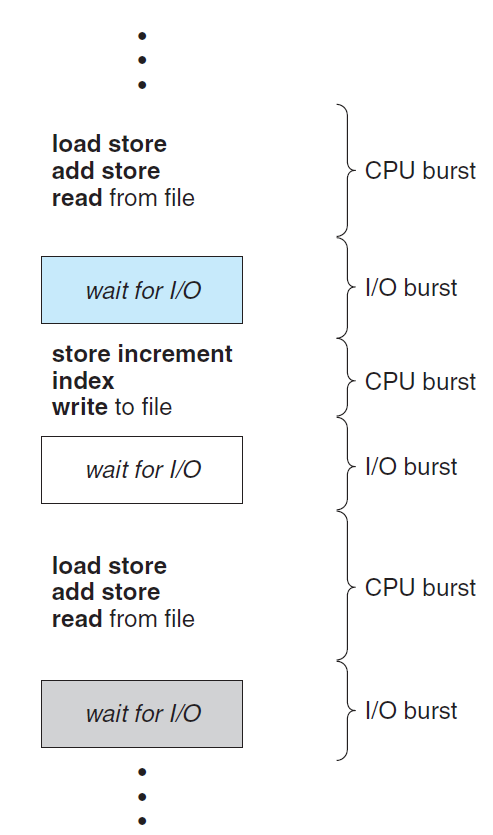 load store
add store
read from file
CPU burst
wait for I/O
I/O burst
store increment
index
write to file
CPU burst
wait for I/O
I/O burst
load store
add store
read from file
CPU burst
wait for I/O
I/O burst